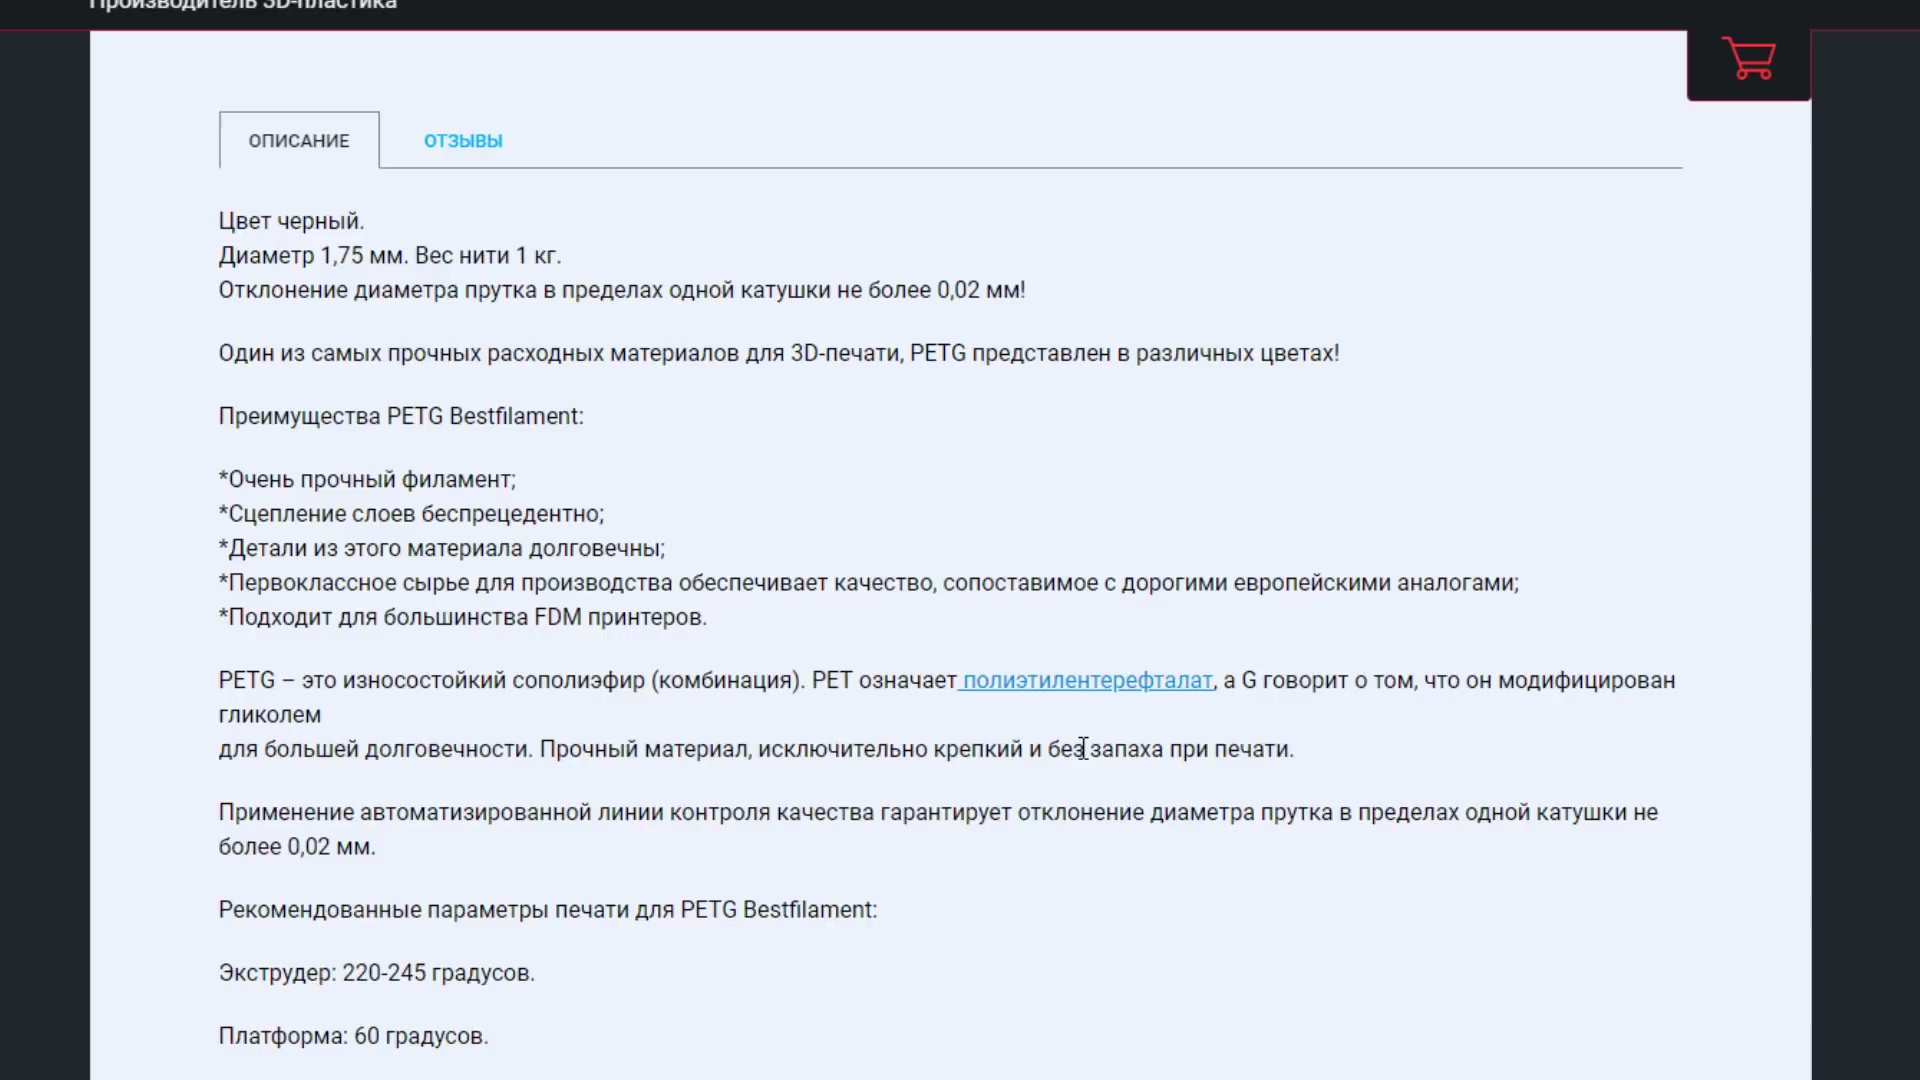 Производитель 3D-пластика
ОПИСАНИЕ
ОТЗЫВЫ
Цвет черный.
Диаметр 1,75 мм. Вес нити 1 кг.
Отклонение диаметра прутка в пределах одной катушки не более 0,02 мм!
Один из самых прочных расходных материалов для 3D-печати, PETG представлен в различных цветах!
Преимущества PETG Bestfilament:
*Очень прочный филамент;
*Сцепление слоев беспрецедентно;
*Детали из этого материала долговечны;
*Первоклассное сырье для производства обеспечивает качество, сопоставимое с дорогими европейскими аналогами;
*Подходит для большинства FDM принтеров.
PETG – это износостойкий сополиэфир (комбинация). PET означает полиэтилентерефталат, а G говорит о том, что он модифицирован
гликолем
для большей долговечности. Прочный материал, исключительно крепкий и без запаха при печати.
Применение автоматизированной линии контроля качества гарантирует отклонение диаметра прутка в пределах одной катушки не
более 0,02 мм.
Рекомендованные параметры печати для PETG Bestfilament:
Экструдер: 220-245 градусов.
Платформа: 60 градусов.